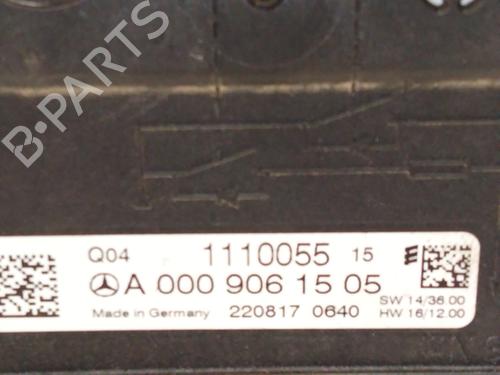 B-PARTS
Q04 1110055 15
A 000 906 15 05
SW 14/36.00
Made in Germany 220817 0640 HW 16/12.00